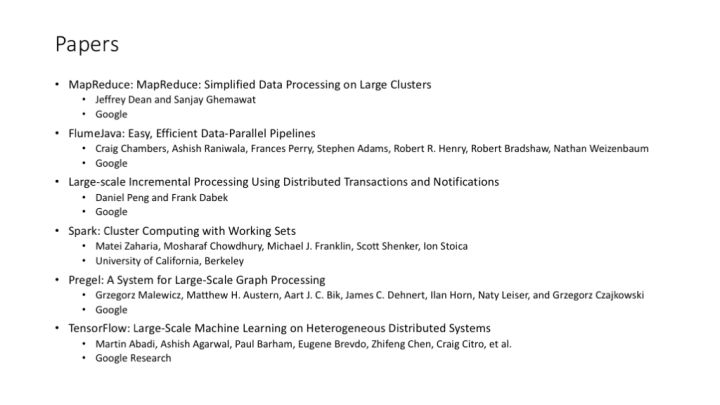 Papers
• MapReduce: MapReduce: Simplified Data Processing on Large Clusters
• Jeffrey Dean and Sanjay Ghemawat
• Google
• FlumeJava: Easy, Efficient Data-Parallel Pipelines
• Craig Chambers, Ashish Raniwala, Frances Perry, Stephen Adams, Robert R. Henry, Robert Bradshaw, Nathan Weizenbaum
• Google
• Large-scale Incremental Processing Using Distributed Transactions and Notifications
• Daniel Peng and Frank Dabek
• Google
• Spark: Cluster Computing with Working Sets
• Matei Zaharia, Mosharaf Chowdhury, Michael J. Franklin, Scott Shenker, Ion Stoica
• University of California, Berkeley
• Pregel: A System for Large-Scale Graph Processing
• Grzegorz Malewicz, Matthew H. Austern, Aart J. C. Bik, James C. Dehnert, Ilan Horn, Naty Leiser, and Grzegorz Czajkowski
• Google
• TensorFlow: Large-Scale Machine Learning on Heterogeneous Distributed Systems
• Martin Abadi, Ashish Agarwal, Paul Barham, Eugene Brevdo, Zhifeng Chen, Craig Citro, et al.
• Google Research